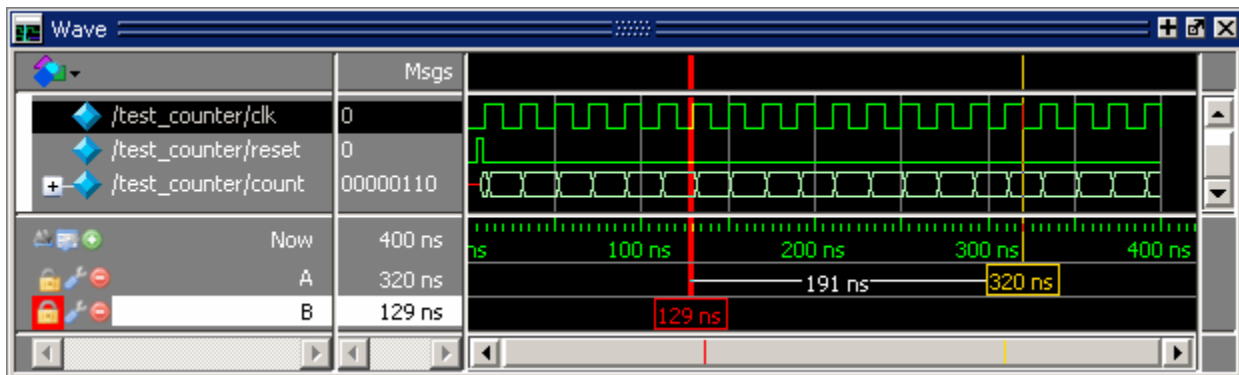 Wave
Msgs
/test_counter/clk 0
/test_counter/reset 0
/test_counter/count 00000110
Now 400 ns ns 100 ns 200 ns 300 ns 400 ns
A 320 ns 191 ns 320 ns
B 129 ns 129 ns